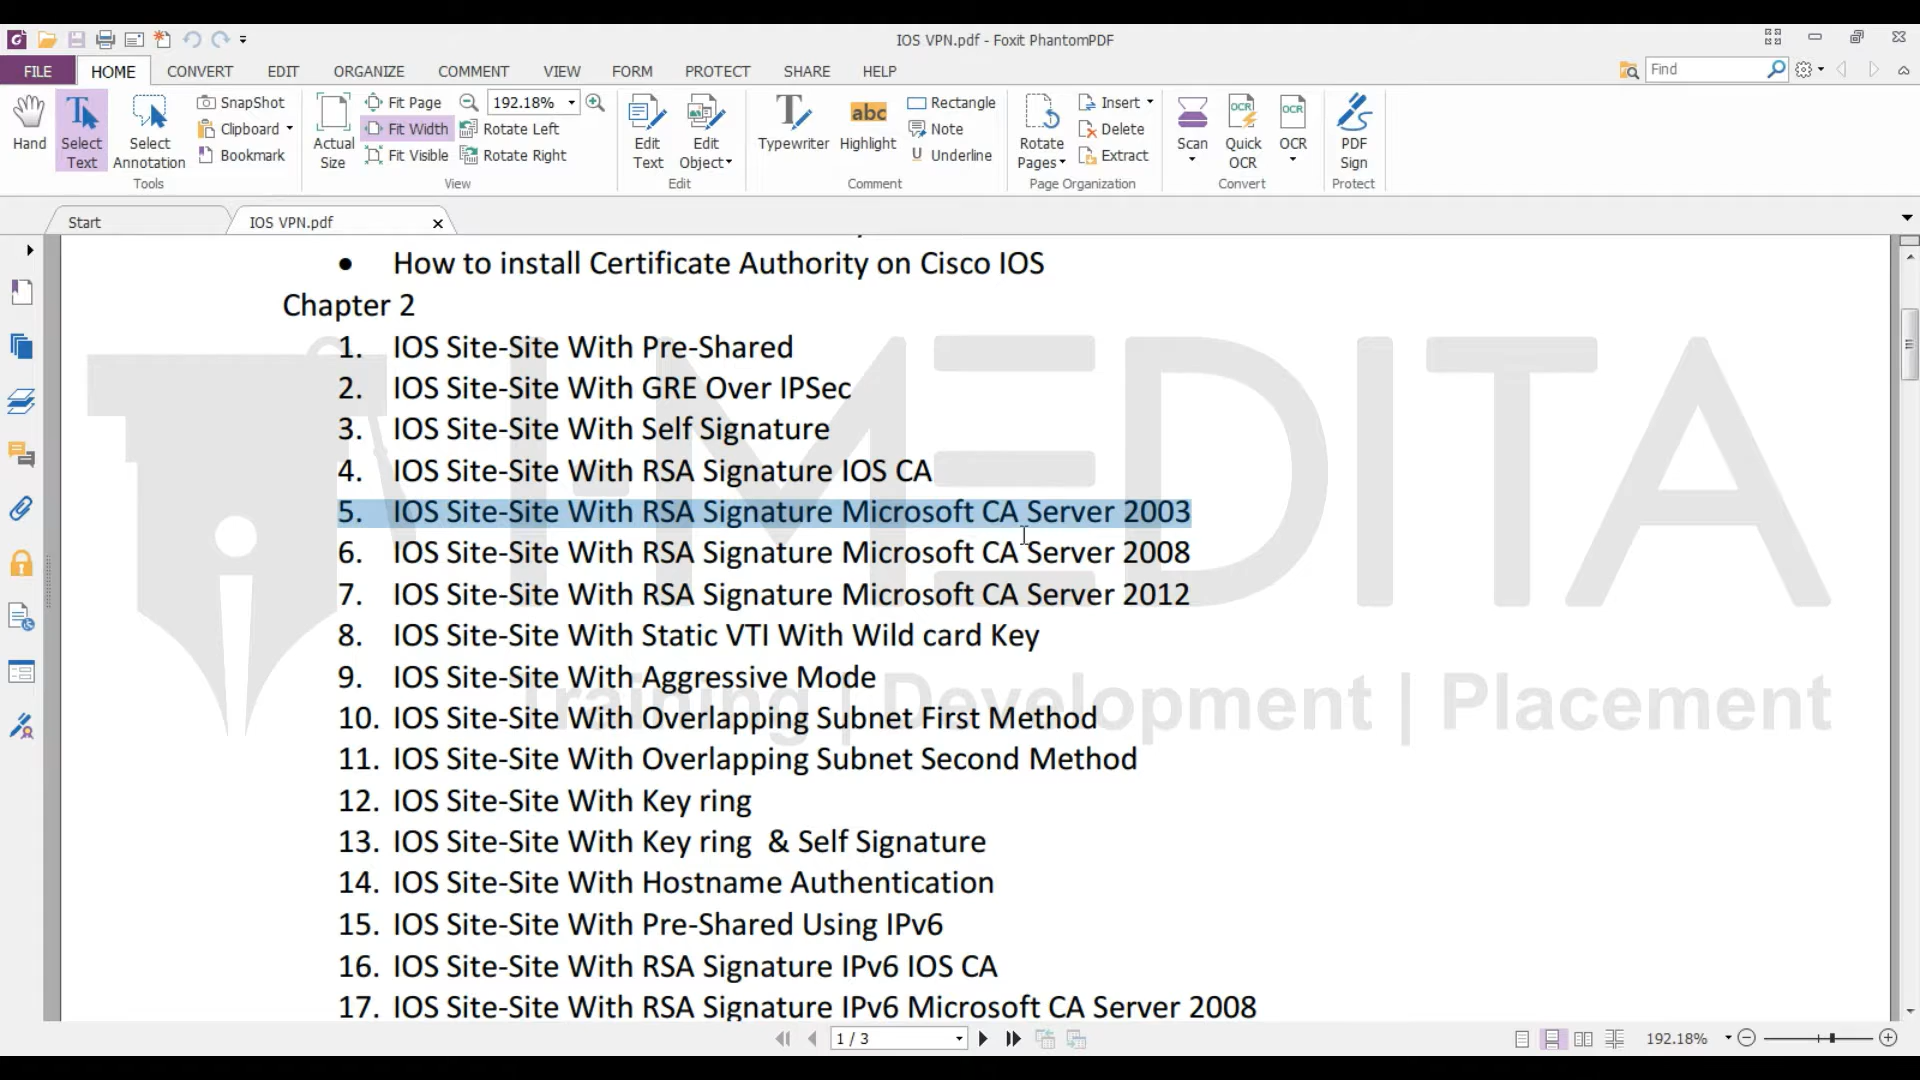 IOS VPN.pdf - Foxit PhantomPDF
FILE HOME CONVERT EDIT ORGANIZE COMMENT VIEW FORM PROTECT SHARE HELP Find
Hand
Select Text
Select Annotation
SnapShot
Clipboard
Bookmark
Tools
Actual Size
Fit Page
Fit Width
Fit Visible
192.18%
Rotate Left
Rotate Right
View
Edit Text
Edit Object
Edit
Typewriter
abc
Highlight
Rectangle
Note
Underline
Comment
Rotate Pages
Insert
Delete
Extract
Page Organization
Scan
OCR
Quick OCR
OCR
OCR
Convert
PDF Sign
Protect
Start IOS VPN.pdf
• How to install Certificate Authority on Cisco IOS
Chapter 2
1. IOS Site-Site With Pre-Shared
2. IOS Site-Site With GRE Over IPSec
3. IOS Site-Site With Self Signature
4. IOS Site-Site With RSA Signature IOS CA
5. IOS Site-Site With RSA Signature Microsoft CA Server 2003
6. IOS Site-Site With RSA Signature Microsoft CA Server 2008
7. IOS Site-Site With RSA Signature Microsoft CA Server 2012
8. IOS Site-Site With Static VTI With Wild card Key
9. IOS Site-Site With Aggressive Mode
10. IOS Site-Site With Overlapping Subnet First Method
11. IOS Site-Site With Overlapping Subnet Second Method
12. IOS Site-Site With Key ring
13. IOS Site-Site With Key ring & Self Signature
14. IOS Site-Site With Hostname Authentication
15. IOS Site-Site With Pre-Shared Using IPv6
16. IOS Site-Site With RSA Signature IPv6 IOS CA
17. IOS Site-Site With RSA Signature IPv6 Microsoft CA Server 2008
I-MEDITA
Training | Development | Placement
1 / 3
192.18%